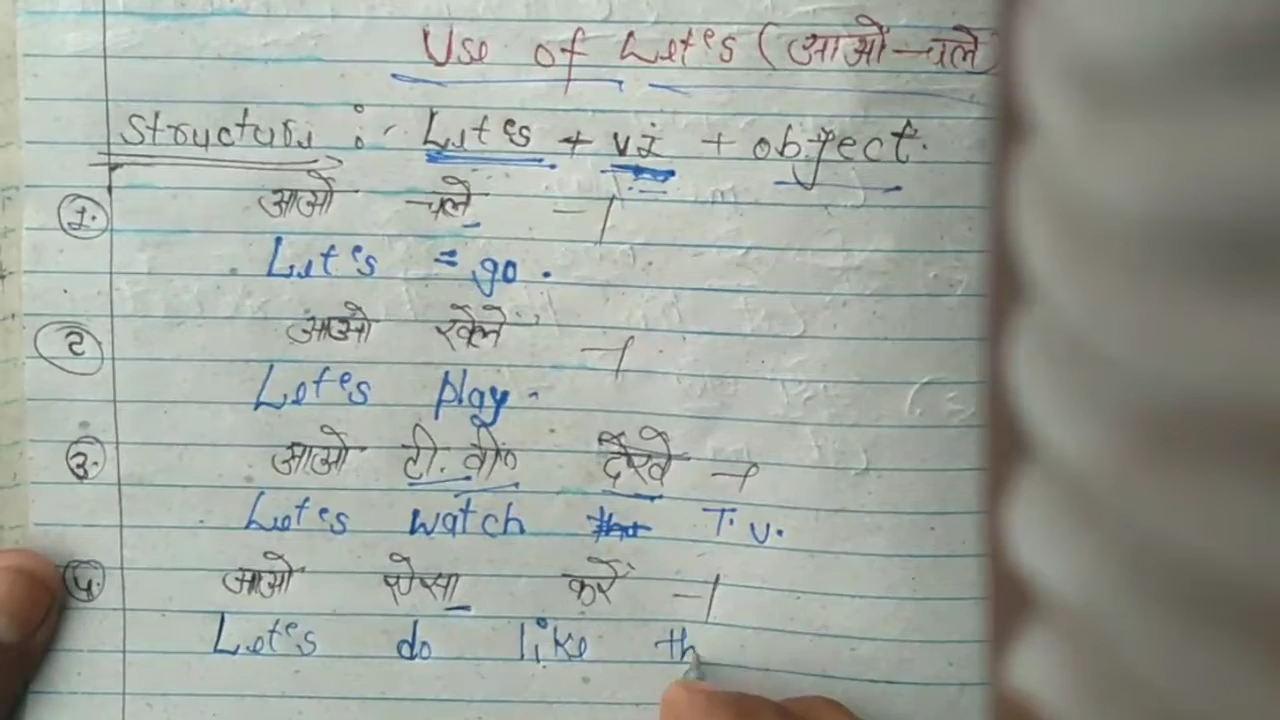 Use of Let's (आओ-चले)
Structure :- Let's + V1 + object.
1. आओ चले -।
Let's = go.
2 आओ खेले -।
Let's play.
3. आओ टी. वी० देखे -।
Let's watch T.V.
4. आओ ऐसा करें -।
Let's do like th